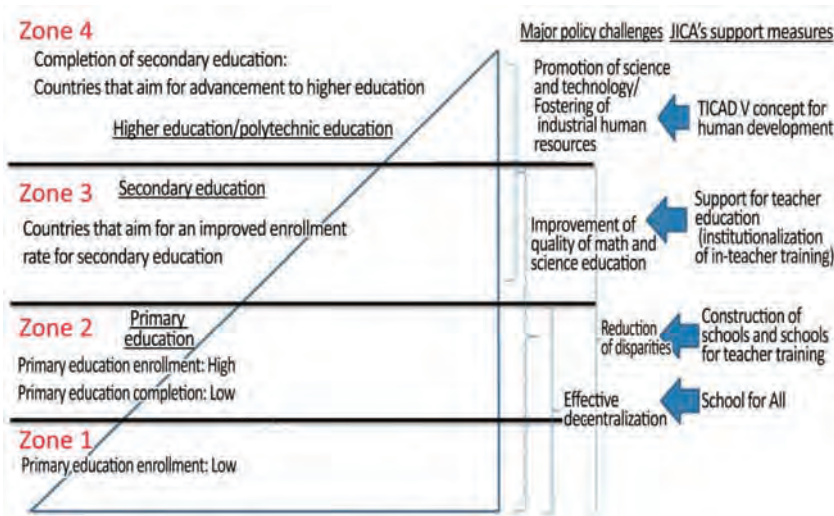 Zone 4
Completion of secondary education:
Countries that aim for advancement to higher education
Higher education/polytechnic education
Zone 3
Secondary education
Countries that aim for an improved enrollment
rate for secondary education
Zone 2
Primary
education
Primary education enrollment: High
Primary education completion: Low
Zone 1
Primary education enrollment: Low
Major policy challenges
Promotion of science
and technology/
Fostering of
industrial human
resources
Improvement of
quality of math and
science education
Reduction
of disparities
Effective
decentralization
JICA's support measures
TICAD V concept for
human development
Support for teacher
education
(institutionalization
of in-teacher training)
Construction of
schools and schools
for teacher training
School for All